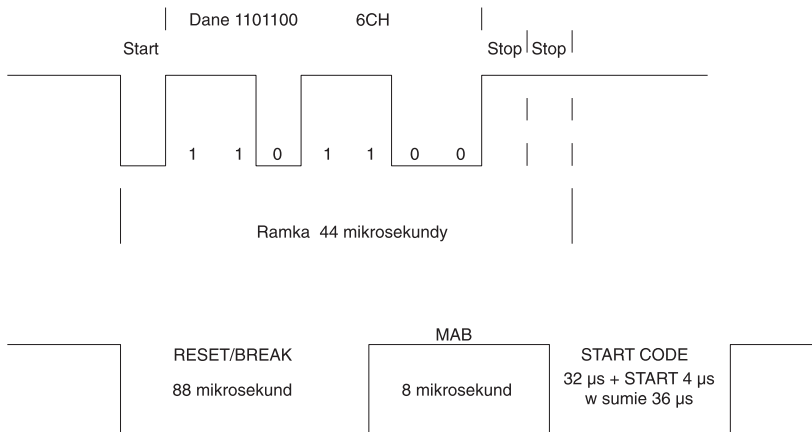 Dane 1101100 6CH
Start
Stop Stop
1 1 0 1 1 0 0
Ramka 44 mikrosekundy
RESET/BREAK
88 mikrosekund
MAB
8 mikrosekund
START CODE
32 µs + START 4 µs
w sumie 36 µs